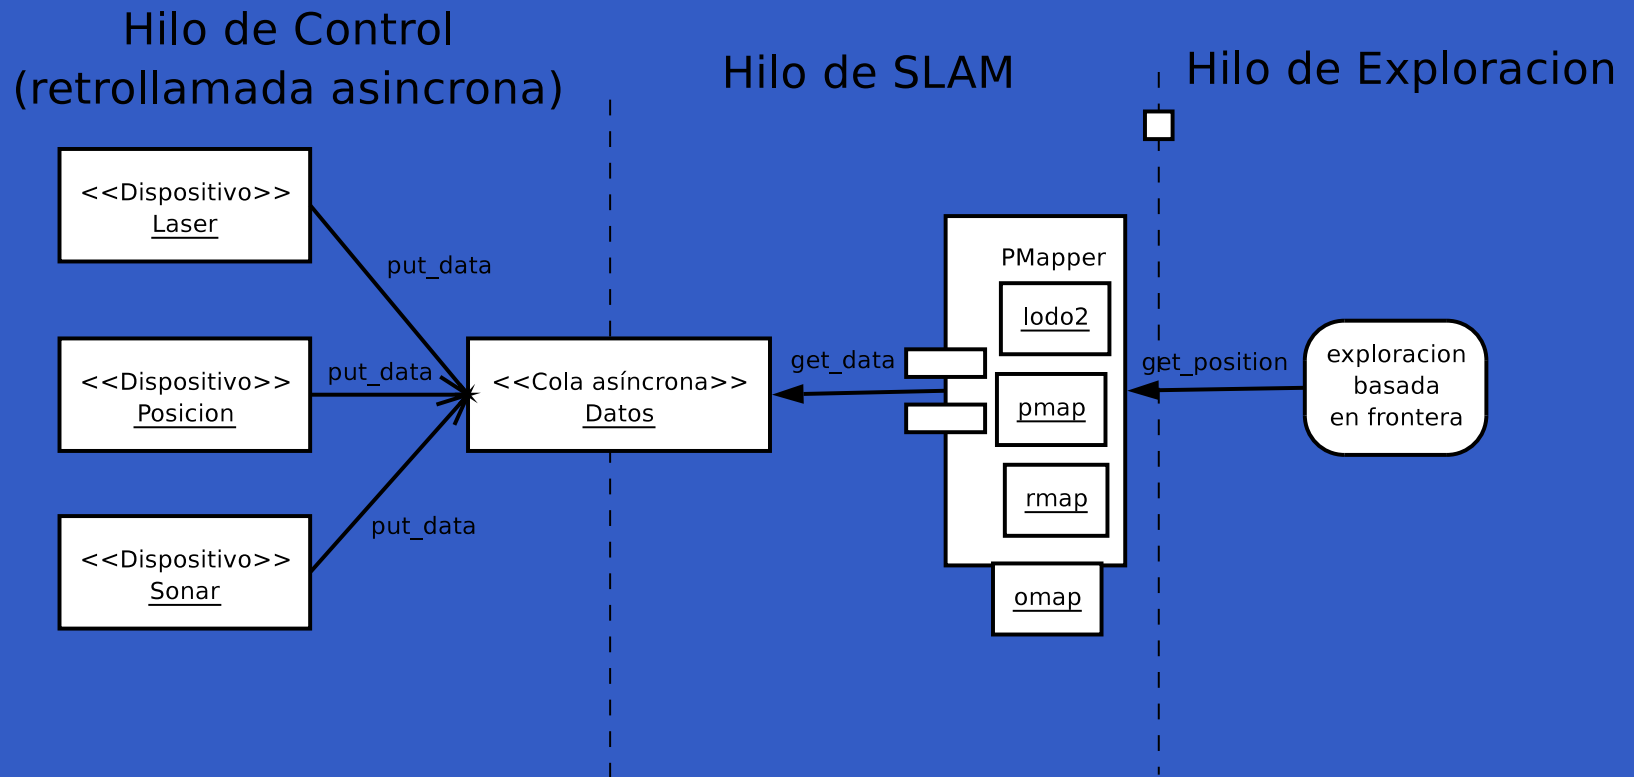 Hilo de Control
(retrollamada asincrona)
Hilo de SLAM
Hilo de Exploracion
<<Dispositivo>>
Laser
put_data
<<Dispositivo>>
Posicion
put_data
<<Cola asíncrona>>
Datos
<<Dispositivo>>
Sonar
put_data
get_data
PMapper
lodo2
pmap
rmap
omap
get_position
exploracion
basada
en frontera